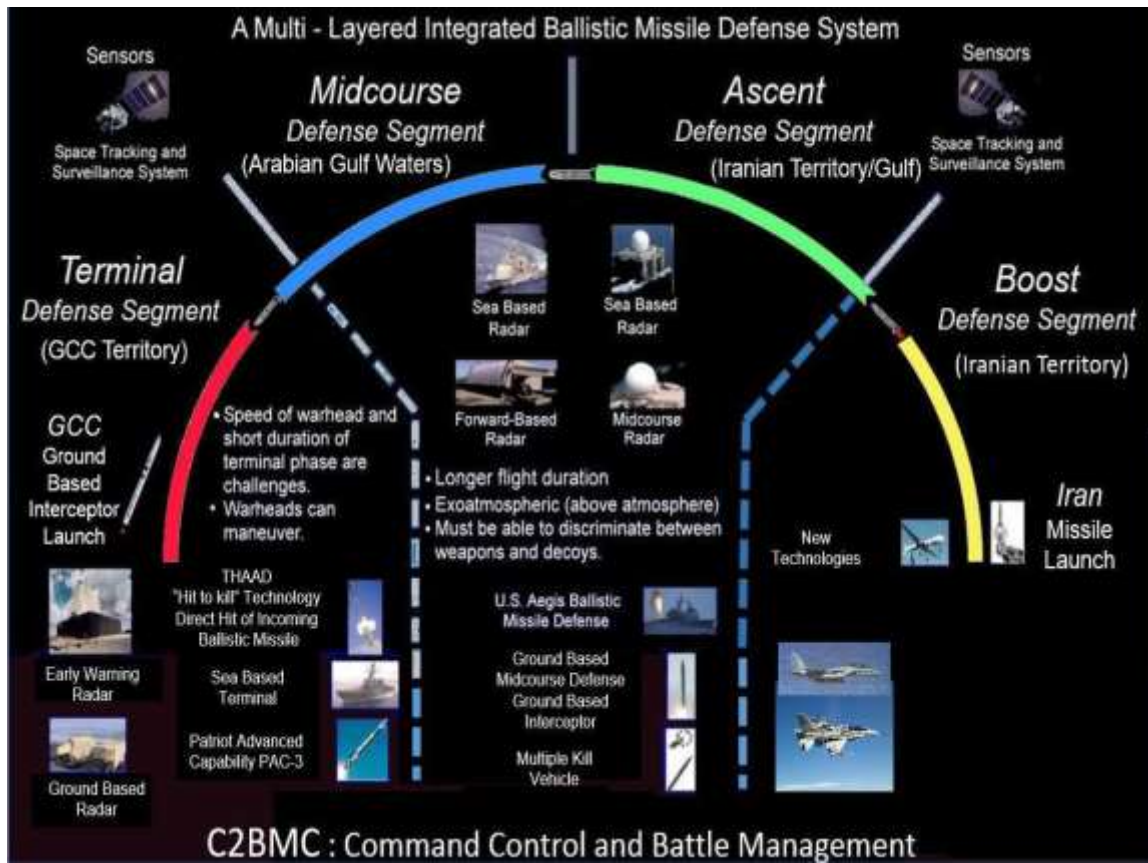 A Multi - Layered Integrated Ballistic Missile Defense System
Sensors
Space Tracking and
Surveillance System
Midcourse
Defense Segment
(Arabian Gulf Waters)
Ascent
Defense Segment
(Iranian Territory/Gulf)
Sensors
Space Tracking and
Surveillance System
Terminal
Defense Segment
(GCC Territory)
Sea Based
Radar
Sea Based
Radar
Forward-Based
Radar
Midcourse
Radar
Boost
Defense Segment
(Iranian Territory)
GCC
Ground
Based
Interceptor
Launch
• Speed of warhead and
short duration of
terminal phase are
challenges.
• Warheads can
maneuver.
• Longer flight duration
• Exoatmospheric (above atmosphere)
• Must be able to discriminate between
weapons and decoys.
New
Technologies
Iran
Missile
Launch
Early Warning
Radar
Ground Based
Radar
THAAD
"Hit to kill" Technology
Direct Hit of Incoming
Ballistic Missile
Sea Based
Terminal
Patriot Advanced
Capability PAC-3
U.S. Aegis Ballistic
Missile Defense
Ground Based
Midcourse Defense
Ground Based
Interceptor
Multiple Kill
Vehicle
C2BMC : Command Control and Battle Management